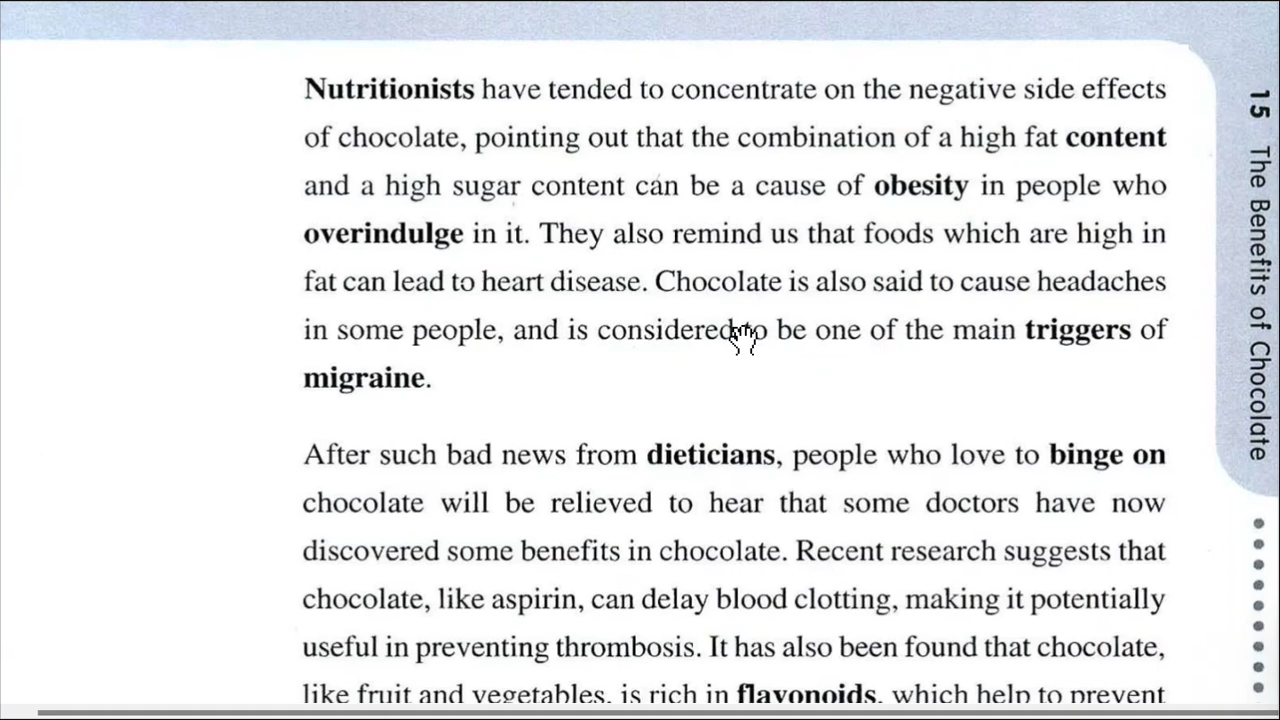 Nutritionists have tended to concentrate on the negative side effects
of chocolate, pointing out that the combination of a high fat content
and a high sugar content can be a cause of obesity in people who
overindulge in it. They also remind us that foods which are high in
fat can lead to heart disease. Chocolate is also said to cause headaches
in some people, and is considered to be one of the main triggers of
migraine.
After such bad news from dieticians, people who love to binge on
chocolate will be relieved to hear that some doctors have now
discovered some benefits in chocolate. Recent research suggests that
chocolate, like aspirin, can delay blood clotting, making it potentially
useful in preventing thrombosis. It has also been found that chocolate,
like fruit and vegetables, is rich in flavonoids, which help to prevent
15 The Benefits of Chocolate